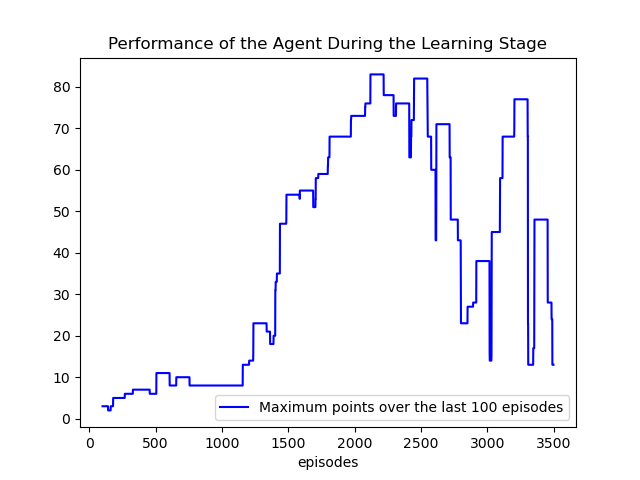 Performance of the Agent During the Learning Stage
80
70
60
50
40
30
20
10
0
Maximum points over the last 100 episodes
0 500 1000 1500 2000 2500 3000 3500
episodes